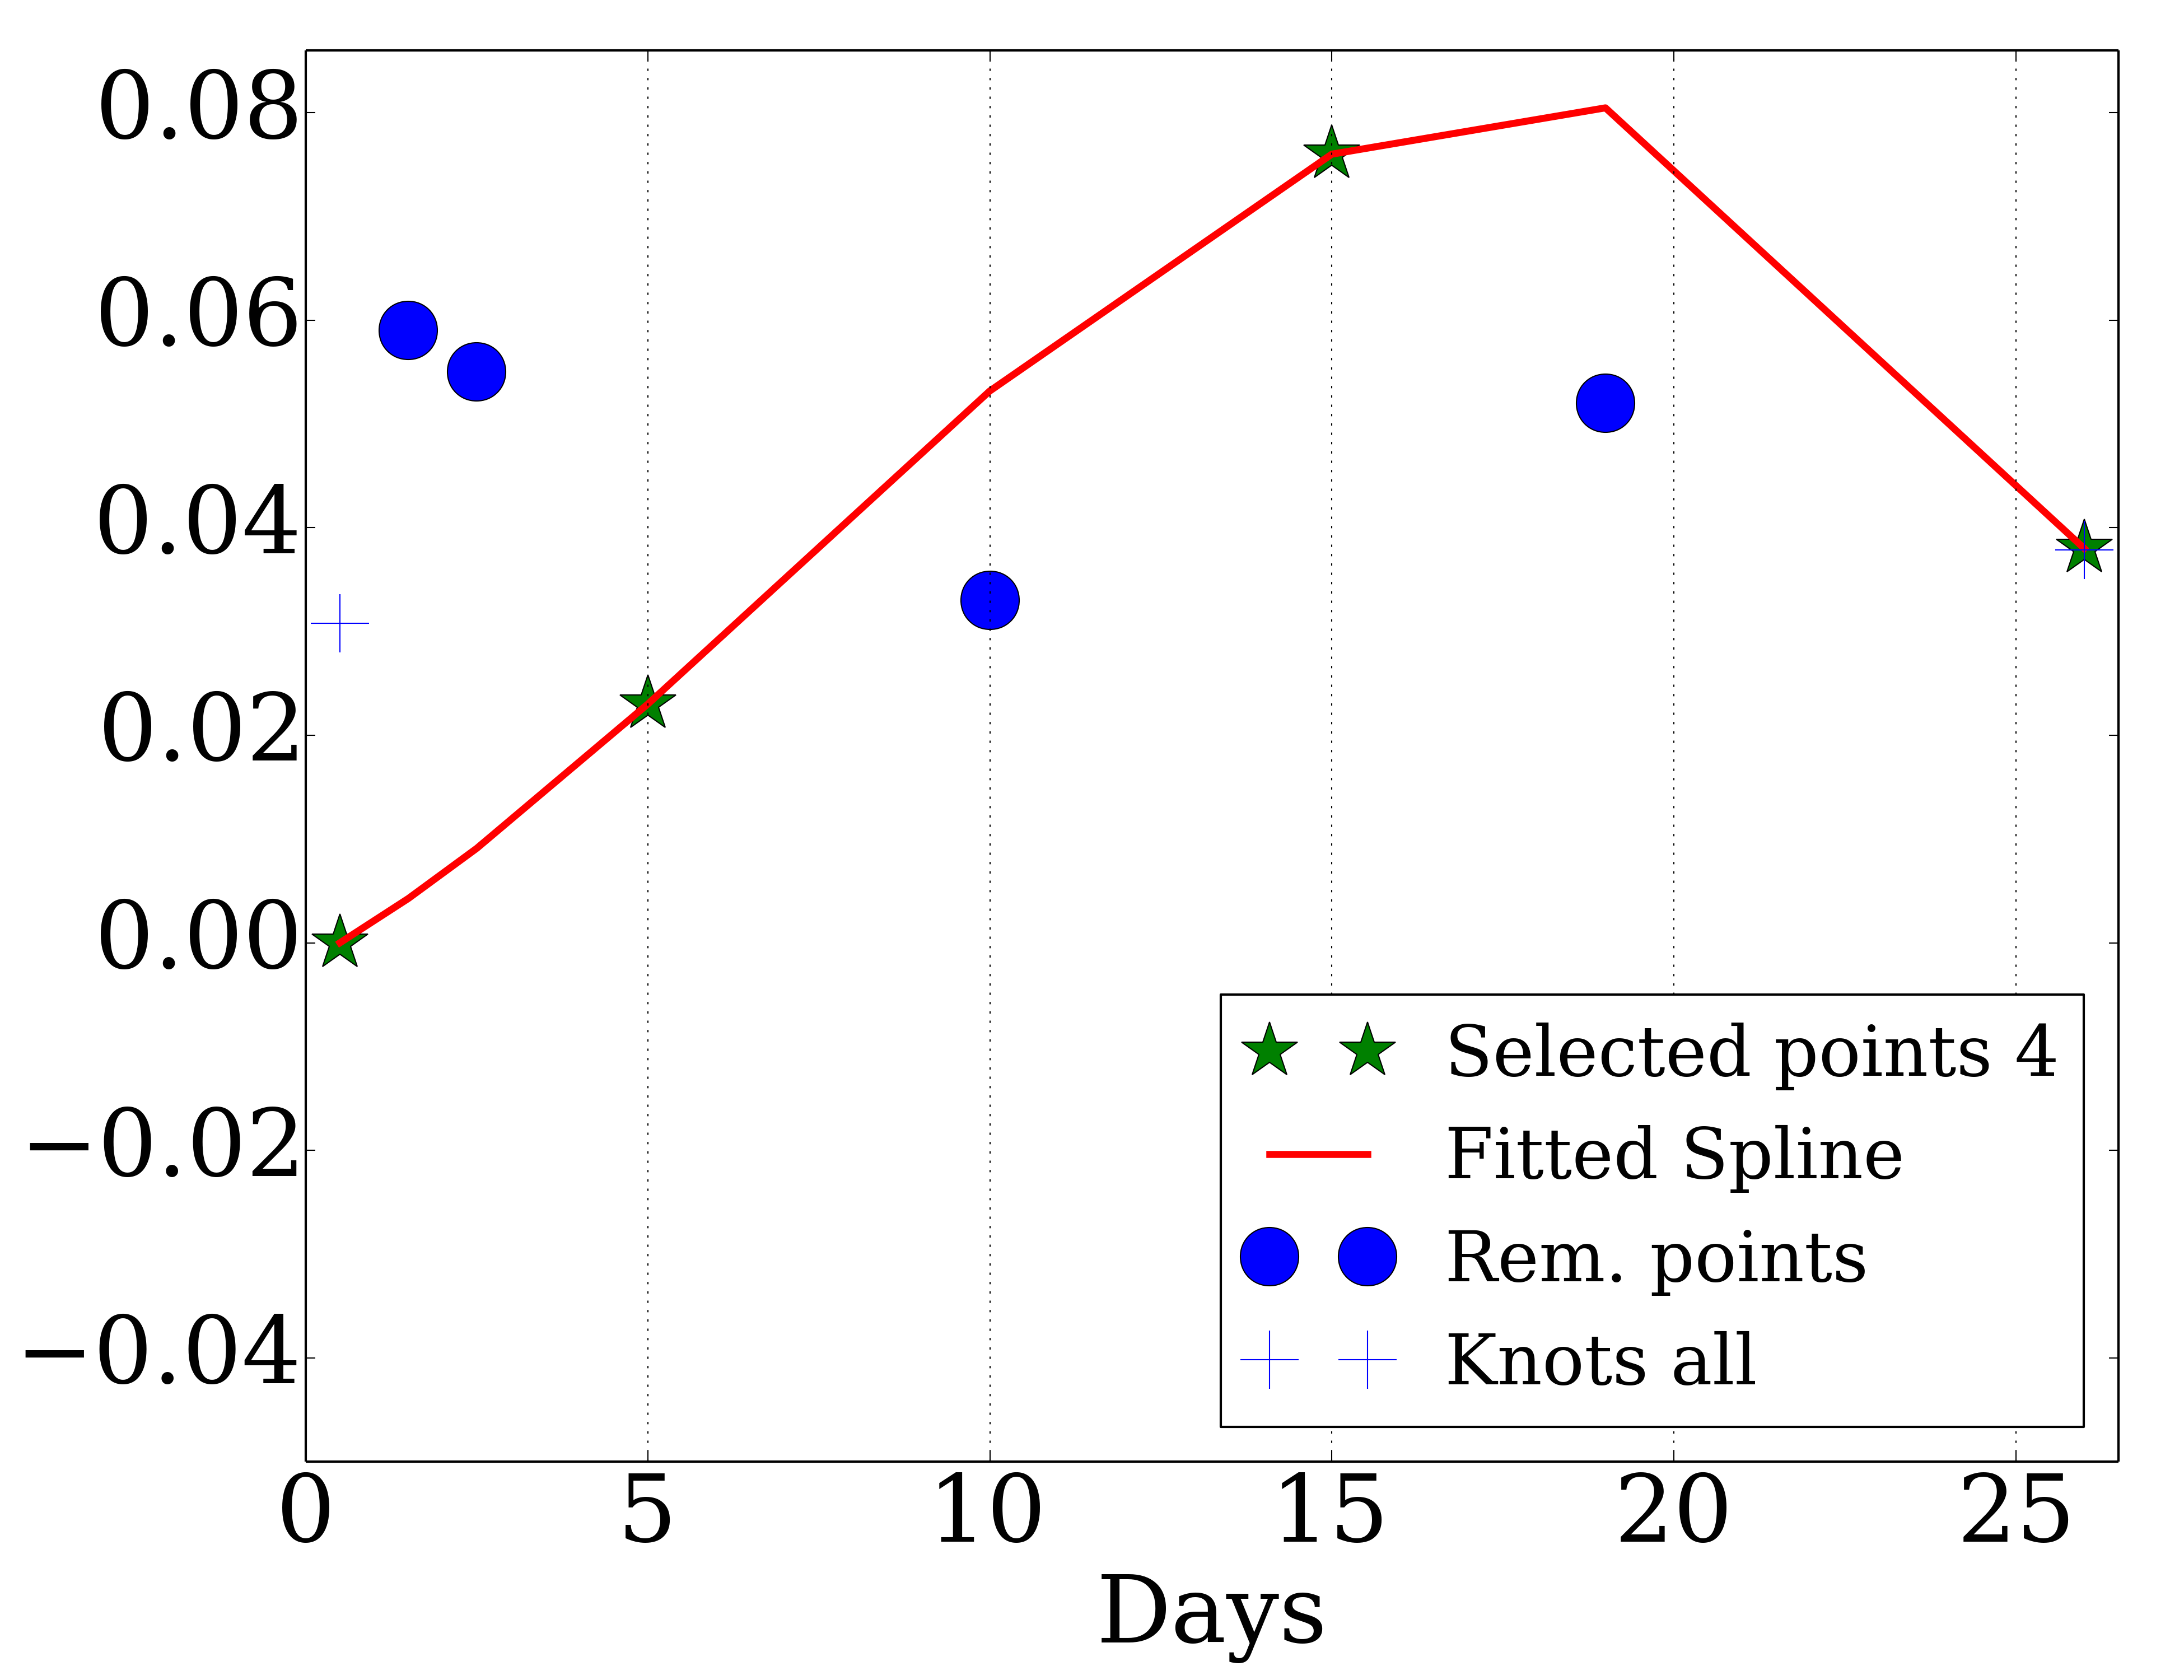 0.08
0.06
0.04
0.02
0.00
−0.02
−0.04
Selected points 4
Fitted Spline
Rem. points
Knots all
0 5 10 15 20 25
Days